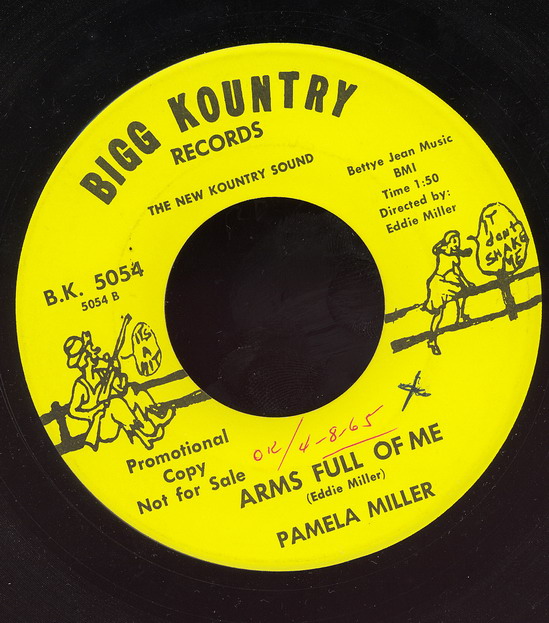 BIGG KOUNTRY
RECORDS
THE NEW KOUNTRY SOUND
Bettye Jean Music
BMI
Time 1:50
Directed by:
Eddie Miller
B.K. 5054
5054 B
IT
don't
SHAKE
ME
IT'S
A
HIT
Promotional
Copy
Not for Sale
OK/4-8-65
ARMS FULL OF ME
(Eddie Miller)
PAMELA MILLER